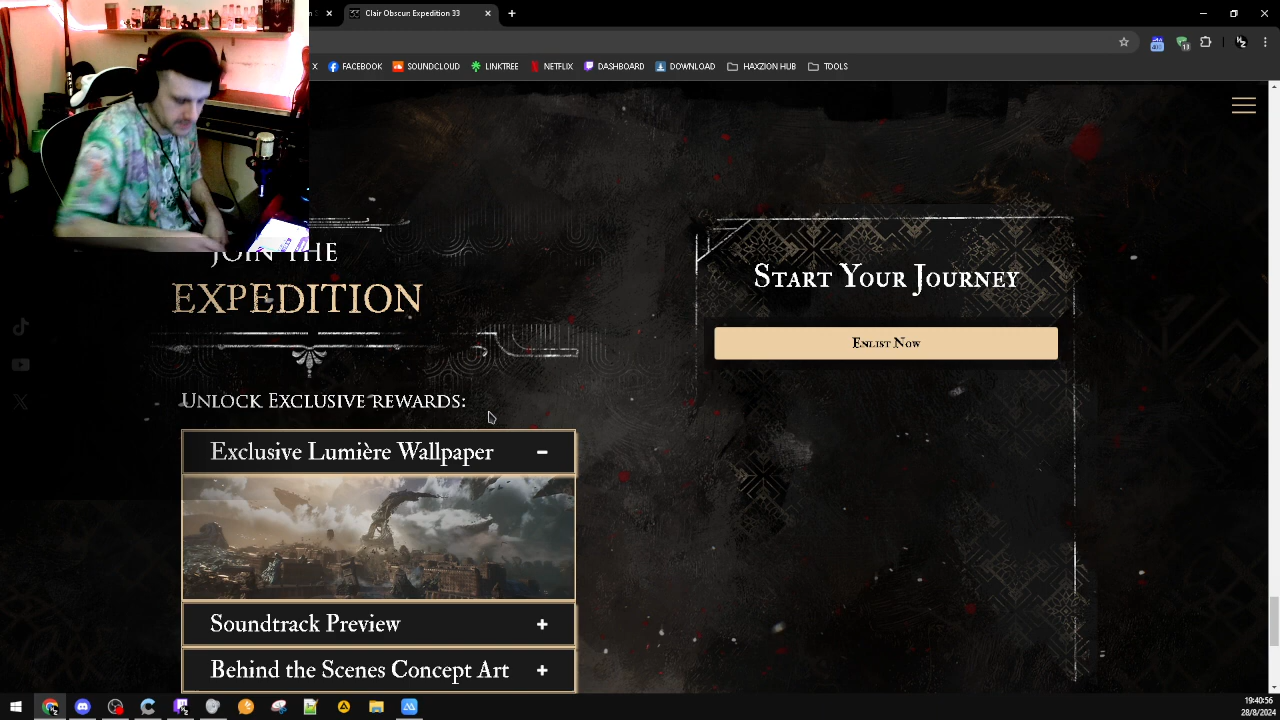 Clair Obscur: Expedition 33
X FACEBOOK SOUNDCLOUD LINKTREE NETFLIX DASHBOARD DOWNLOAD HAXZION HUB TOOLS
JOIN THE
EXPEDITION
UNLOCK EXCLUSIVE REWARDS:
Exclusive Lumière Wallpaper
Soundtrack Preview
Behind the Scenes Concept Art
START YOUR JOURNEY
ENLIST NOW
19:40:56
28/8/2024